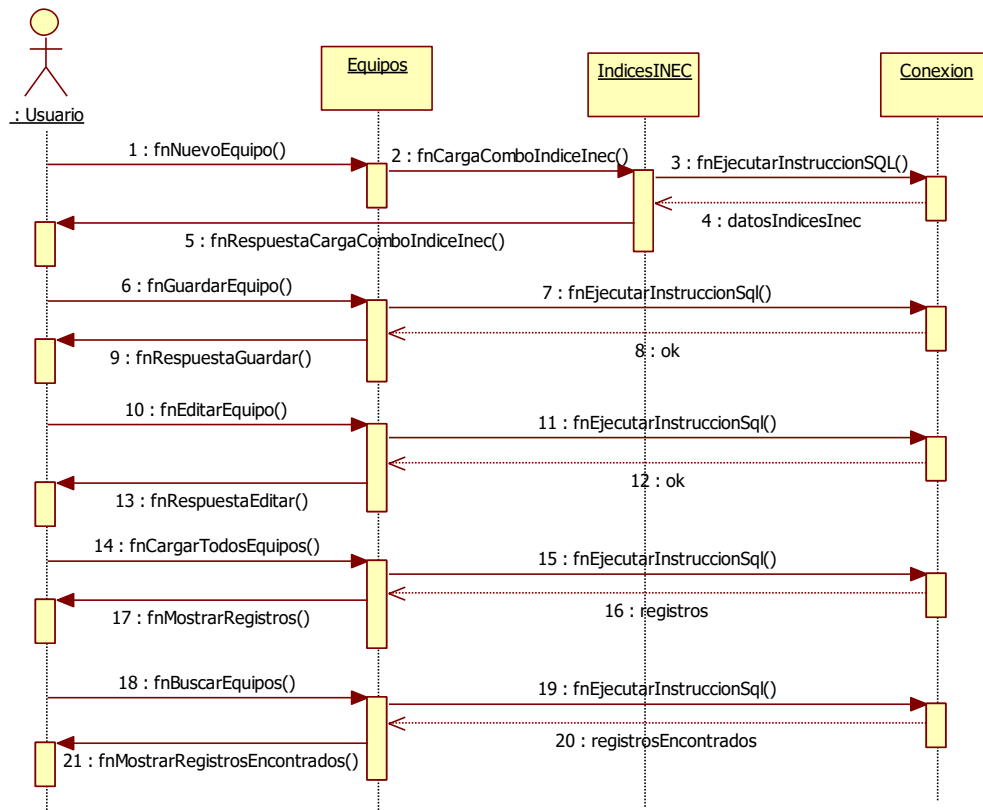 : Usuario
Equipos
IndicesINEC
Conexion
1 : fnNuevoEquipo()
2 : fnCargaComboIndiceInec()
3 : fnEjecutarInstruccionSQL()
4 : datosIndicesInec
5 : fnRespuestaCargaComboIndiceInec()
6 : fnGuardarEquipo()
7 : fnEjecutarInstruccionSql()
8 : ok
9 : fnRespuestaGuardar()
10 : fnEditarEquipo()
11 : fnEjecutarInstruccionSql()
12 : ok
13 : fnRespuestaEditar()
14 : fnCargarTodosEquipos()
15 : fnEjecutarInstruccionSql()
16 : registros
17 : fnMostrarRegistros()
18 : fnBuscarEquipos()
19 : fnEjecutarInstruccionSql()
20 : registrosEncontrados
21 : fnMostrarRegistrosEncontrados()